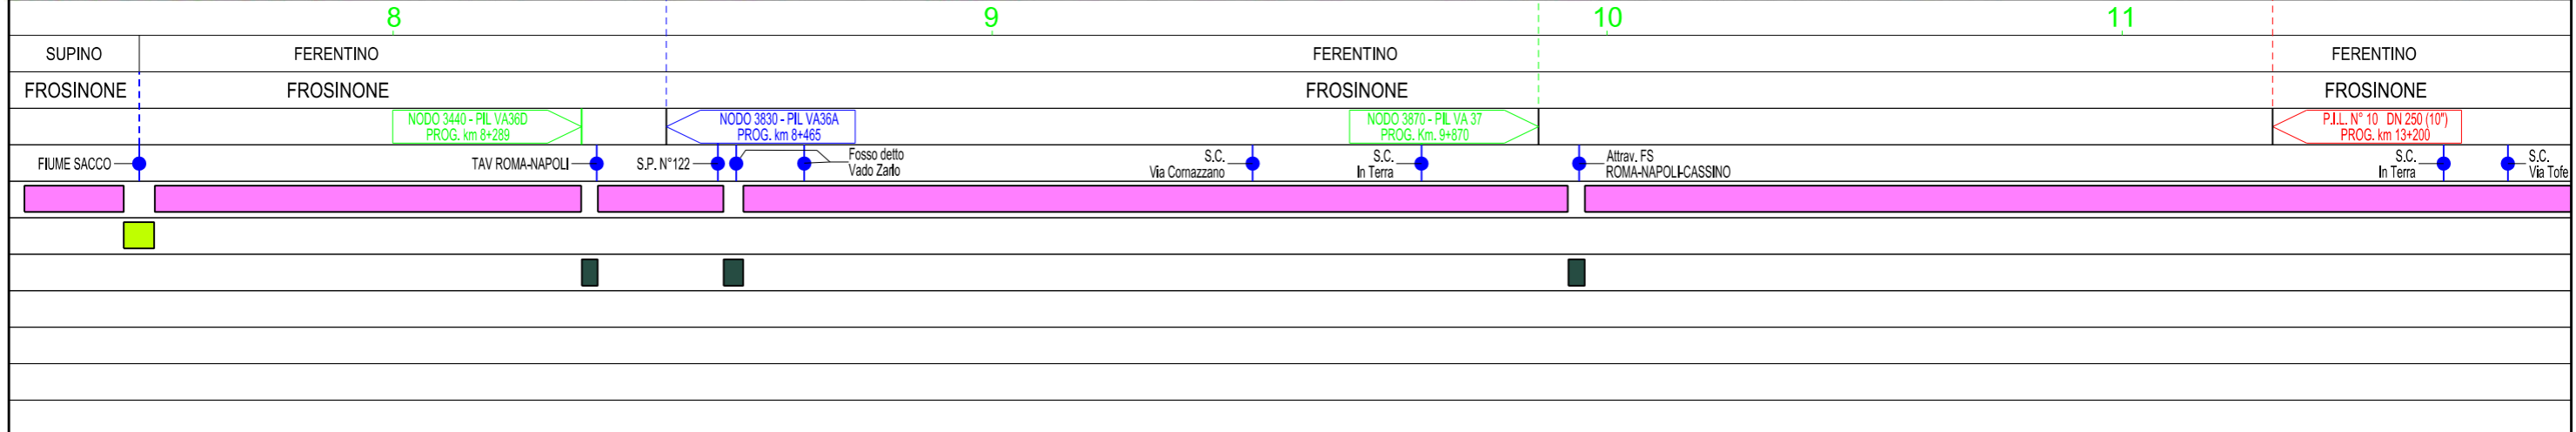 8 9 10 11
SUPINO FERENTINO FERENTINO FERENTINO
FROSINONE FROSINONE FROSINONE FROSINONE
NODO 3440 - PIL VA36D
PROG. km 8+289
NODO 3830 - PIL VA36A
PROG. km 8+465
NODO 3870 - PIL VA 37
PROG. Km. 9+870
P.I.L. N° 10 DN 250 (10")
PROG. km 13+200
FIUME SACCO
TAV ROMA-NAPOLI
S.P. N°122
Fosso detto
Vado Zarlo
S.C.
Via Cornazzano
S.C.
In Terra
Attrav. FS
ROMA-NAPOLI-CASSINO
S.C.
In Terra
S.C.
Via Tofe